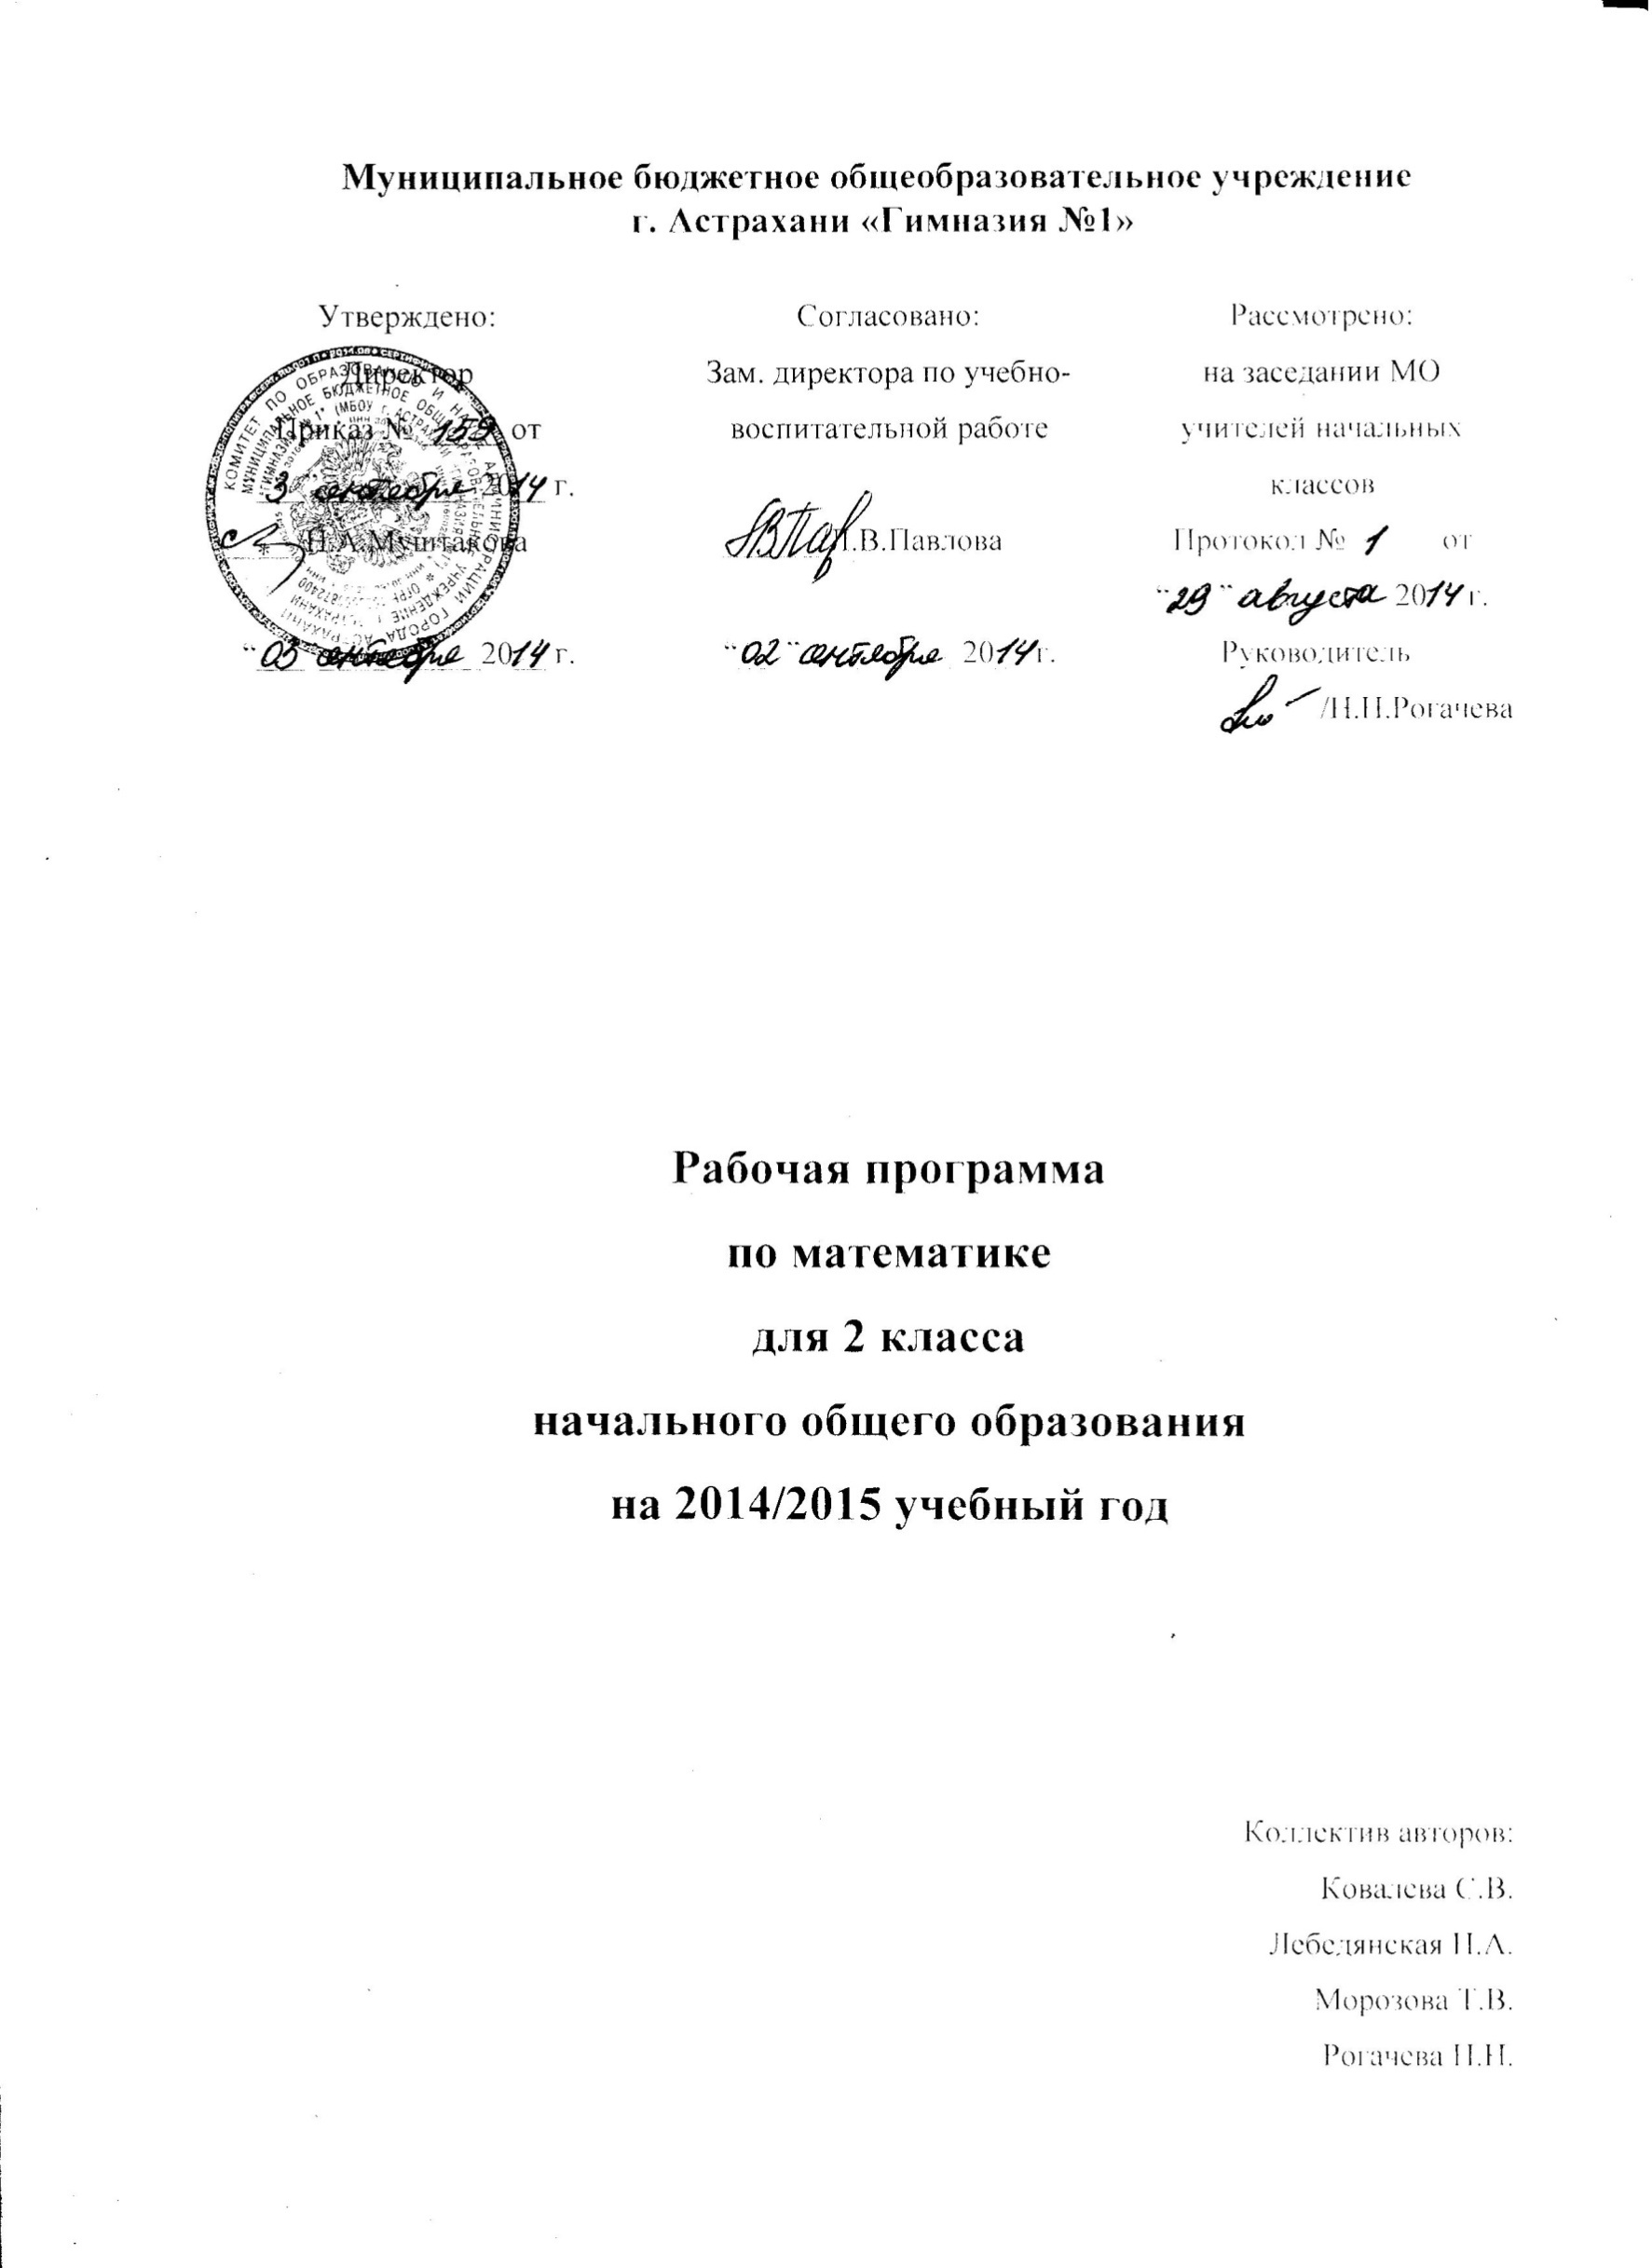 Муниципальное бюджетное общеобразовательное учреждение
г. Астрахани «Гимназия №1»
Утверждено:
Директор
Приказ № 159 от
3 сентября 2014 г.
"03 сентября 2014 г.
Согласовано:
Зам. директора по учебно-
воспитательной работе
.В.Павлова
"02" сентября 2014г.
Рассмотрено:
на заседании МО
учителей начальных
классов
Протокол № 1 от
"29" августа 2014 г.
Руководитель
/Н.Н.Рогачева
Рабочая программа
по математике
для 2 класса
начального общего образования
на 2014/2015 учебный год
Коллектив авторов:
Ковалева С.В.
Лебедянская Н.А.
Морозова Т.В.
Рогачева Н.Н.